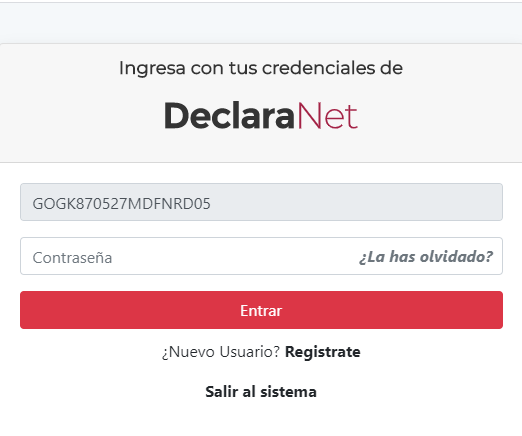 Ingresa con tus credenciales de
DeclaraNet
GOGK870527MDFNRD05
Contraseña ¿La has olvidado?
Entrar
¿Nuevo Usuario? Registrate
Salir al sistema